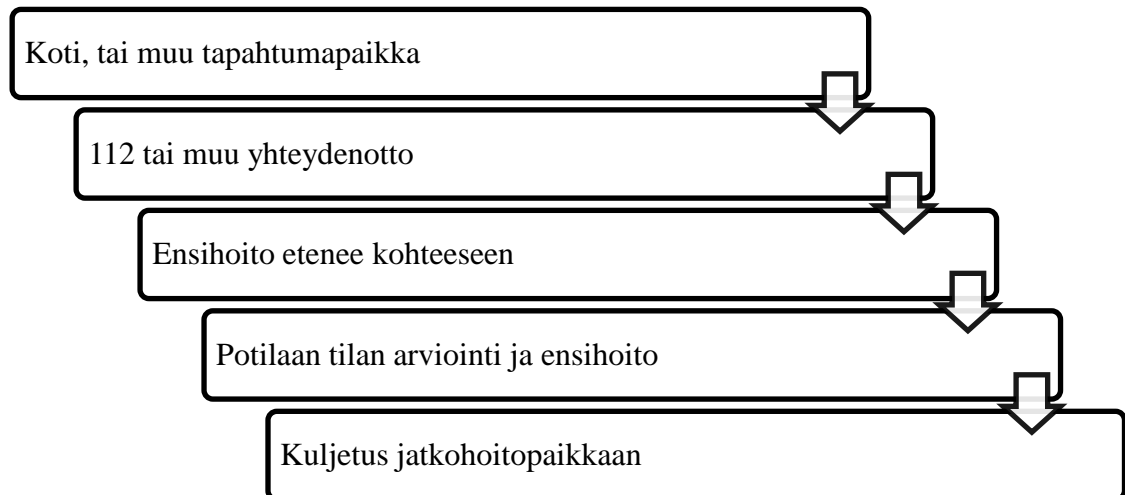 Koti, tai muu tapahtumapaikka
112 tai muu yhteydenotto
Ensihoito etenee kohteeseen
Potilaan tilan arviointi ja ensihoito
Kuljetus jatkohoitopaikkaan